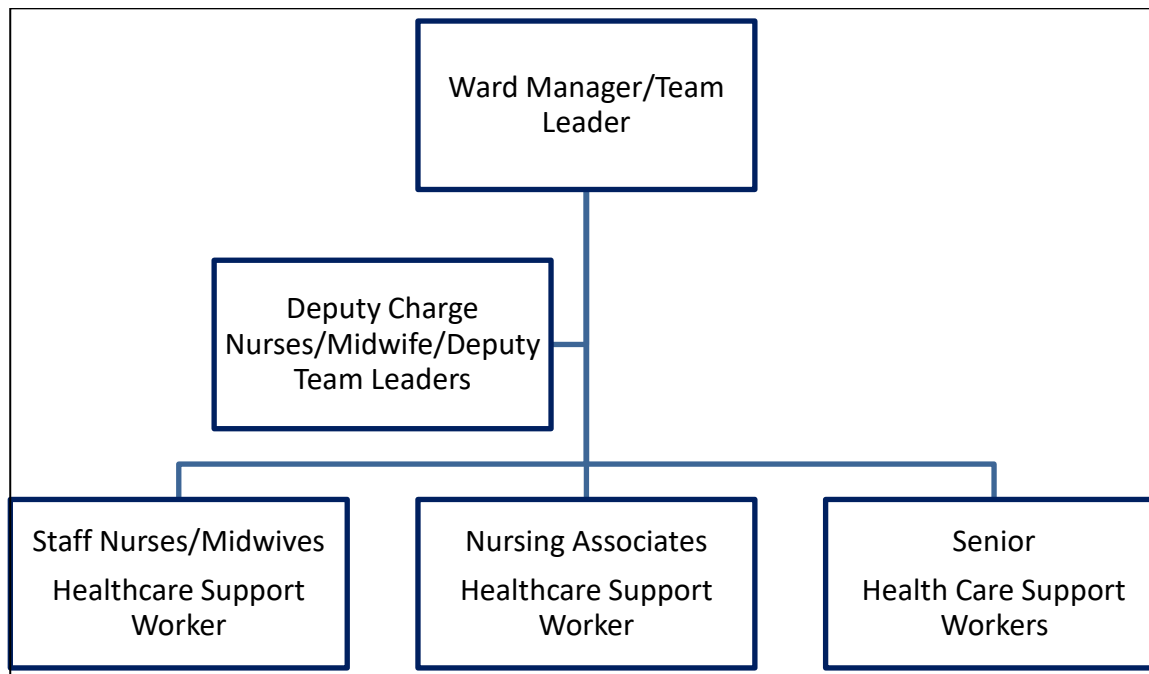 Ward Manager/Team
Leader
Deputy Charge
Nurses/Midwife/Deputy
Team Leaders
Staff Nurses/Midwives
Healthcare Support
Worker
Nursing Associates
Healthcare Support
Worker
Senior
Health Care Support
Workers